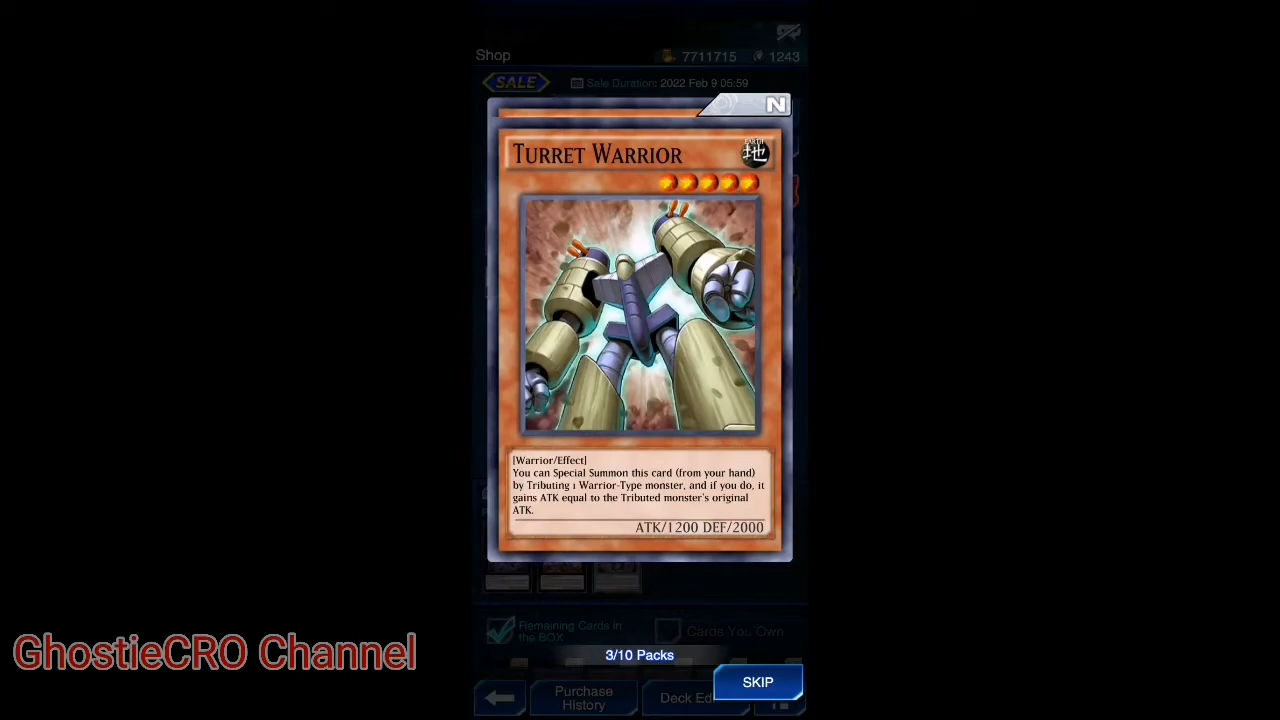 Shop
7711715
1243
SALE
Sale Duration: 2022 Feb 9 05:59
N
TURRET WARRIOR
EARTH
地
[Warrior/Effect]
You can Special Summon this card (from your hand)
by Tributing 1 Warrior-Type monster, and if you do, it
gains ATK equal to the Tributed monster's original
ATK.
ATK/1200 DEF/2000
Remaining Cards in
the BOX
Cards You Own
3/10 Packs
SKIP
Purchase
History
Deck
GhostieCRO Channel